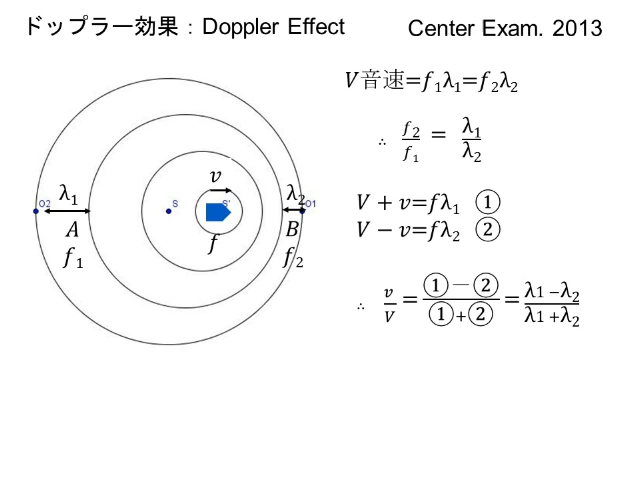 ドップラー効果：Doppler Effect
Center Exam. 2013
V音速=f₁λ₁=f₂λ₂
∴ f₂/f₁ = λ₁/λ₂
V + v=fλ₁ ①
V − v=fλ₂ ②
∴ v/V = ①－②/①+② = λ1 −λ₂/λ1 +λ₂
v
λ₁
λ₂
O2
S
S'
O1
A
f
B
f₁
f₂